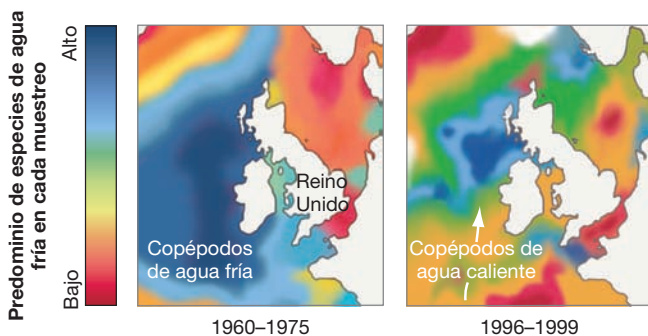 Predominio de especies de agua
fría en cada muestreo
Alto
Bajo
Reino
Unido
Copépodos
de agua fría
1960–1975
Copépodos de
agua caliente
1996–1999